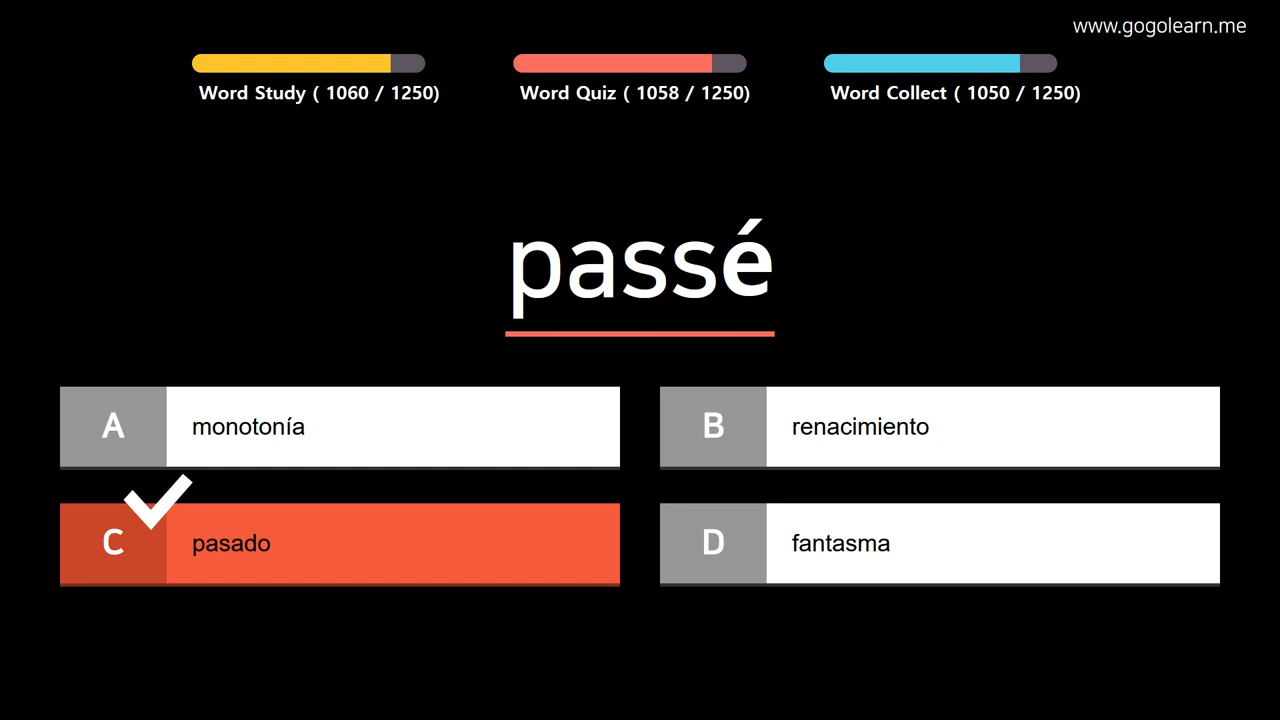 www.gogolearn.me
Word Study ( 1060 / 1250)
Word Quiz ( 1058 / 1250)
Word Collect ( 1050 / 1250)
passé
A monotonía
B renacimiento
C pasado
D fantasma